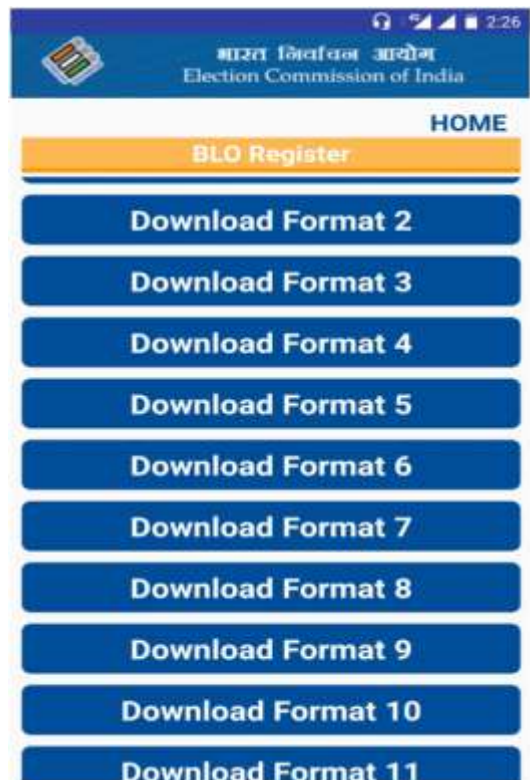 2:26
भारत निर्वाचन आयोग
Election Commission of India
HOME
BLO Register
Download Format 2
Download Format 3
Download Format 4
Download Format 5
Download Format 6
Download Format 7
Download Format 8
Download Format 9
Download Format 10
Download Format 11